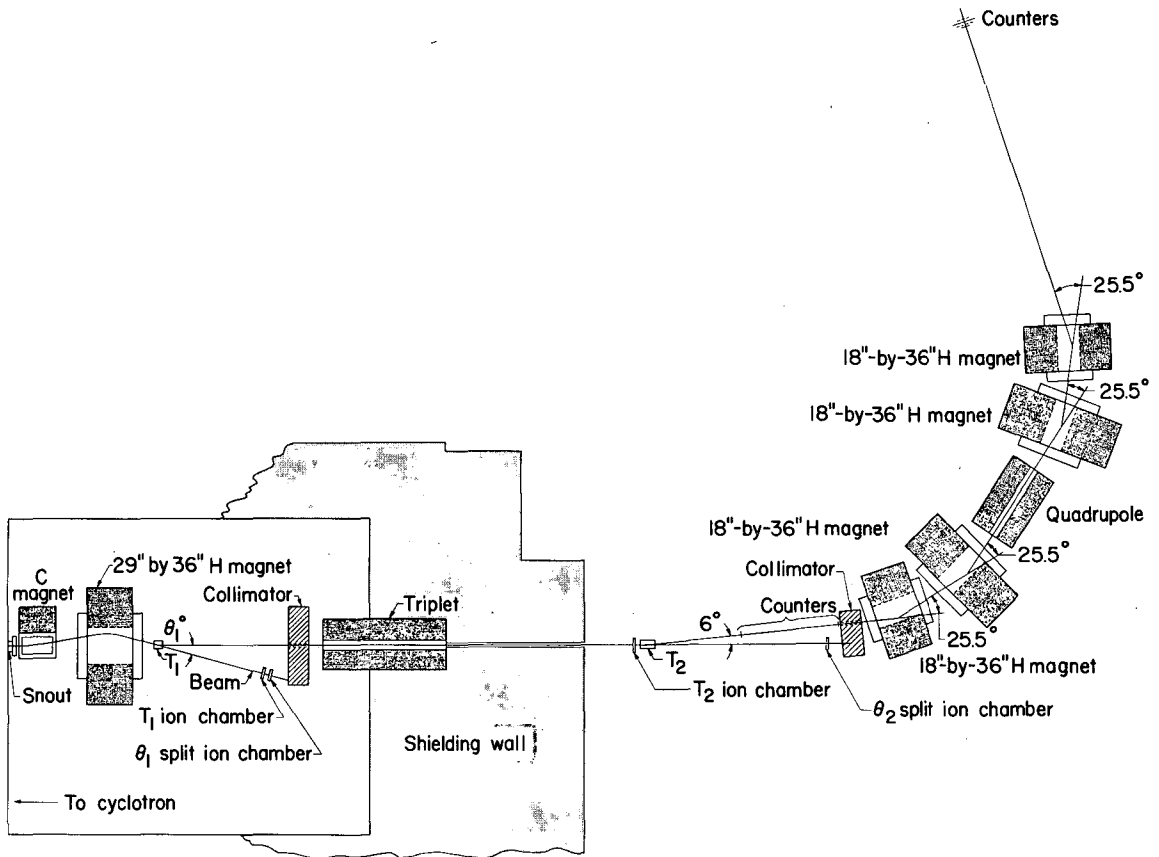 Counters
25.5°
18"-by-36" H magnet
25.5°
18"-by-36" H magnet
Quadrupole
18"-by-36" H magnet
25.5°
Collimator
Counters
6°
25.5°
18"-by-36" H magnet
T2
T2 ion chamber
θ2 split ion chamber
C
magnet
29" by 36" H magnet
Collimator
Triplet
θ1°
T1
Beam
Snout
T1 ion chamber
θ1 split ion chamber
Shielding wall
To cyclotron